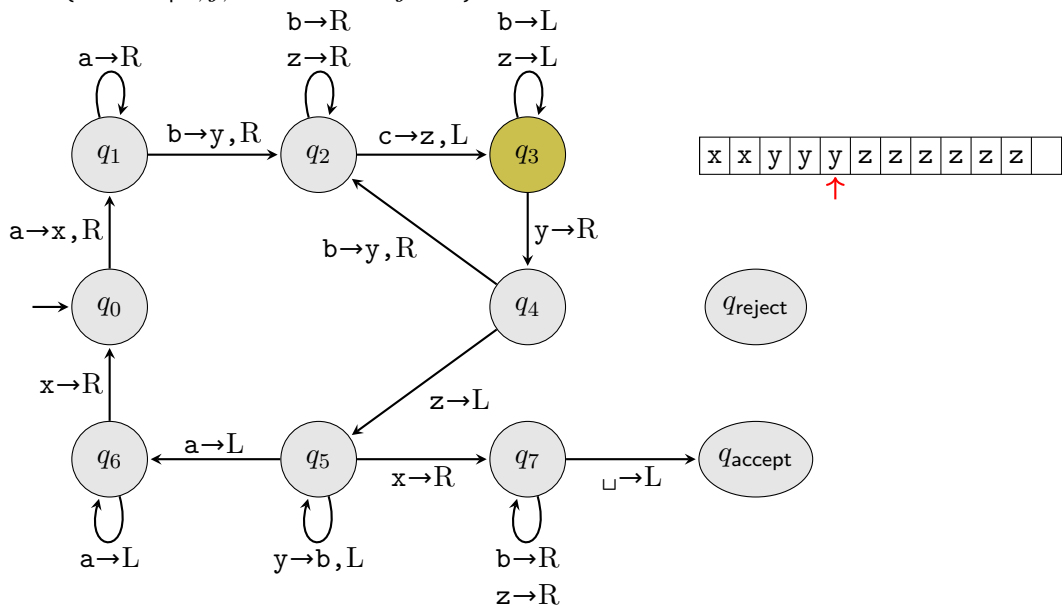 b→R
b→L
a→R
z→R
z→L
q1
b→y,R
q2
c→z,L
q3
x x y y y z z z z z z
a→x,R
b→y,R
y→R
q0
q4
qreject
x→R
z→L
q6
a→L
q5
x→R
q7
␣→L
qaccept
a→L
y→b,L
b→R
z→R